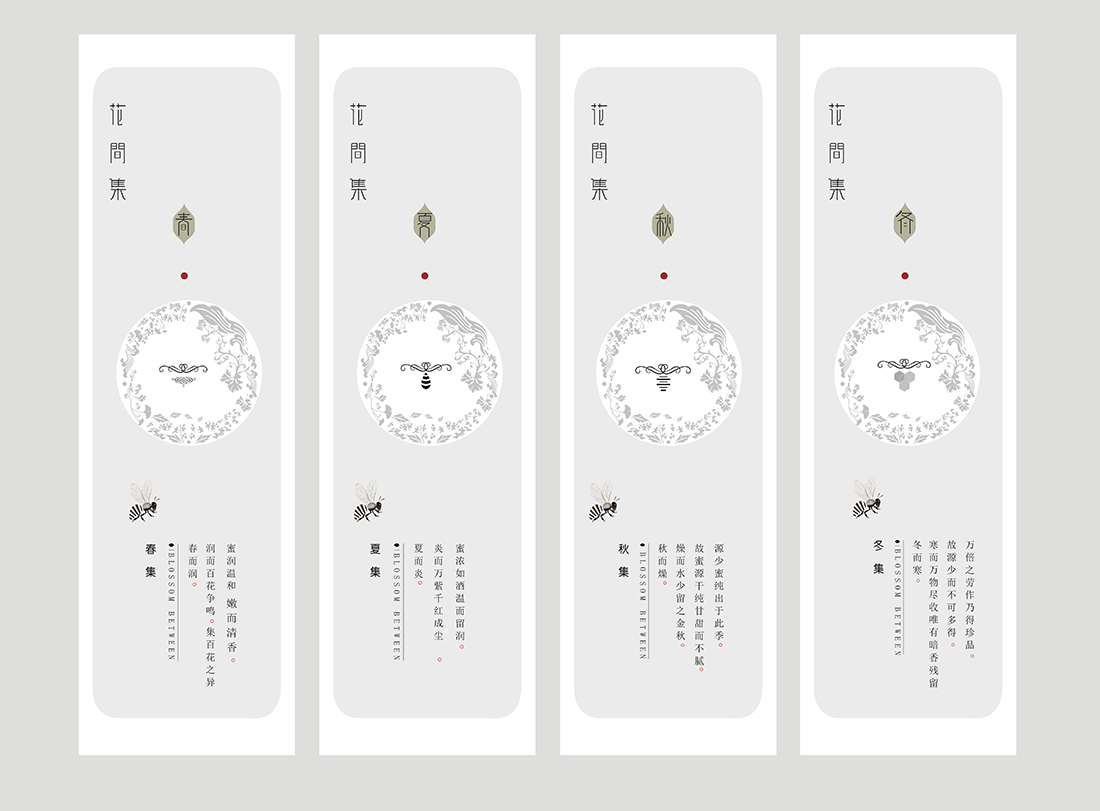 花間集
春
春集
BLOSSOM BETWEEN
蜜润温和 嫩而清香。
润而百花争鸣。集百花之异
春而润。
花間集
夏
夏集
BLOSSOM BETWEEN
蜜浓如酒温而留润。
炎而万紫千红成尘 。
夏而炎。
花間集
秋
秋集
BLOSSOM BETWEEN
源少蜜纯出于此季。
故蜜源干纯甘甜而不腻。
燥而水少留之金秋。
秋而燥。
花間集
冬
冬集
BLOSSOM BETWEEN
万倍之劳作乃得珍品。
故源少而不可多得。
寒而万物尽收唯有暗香残留
冬而寒。